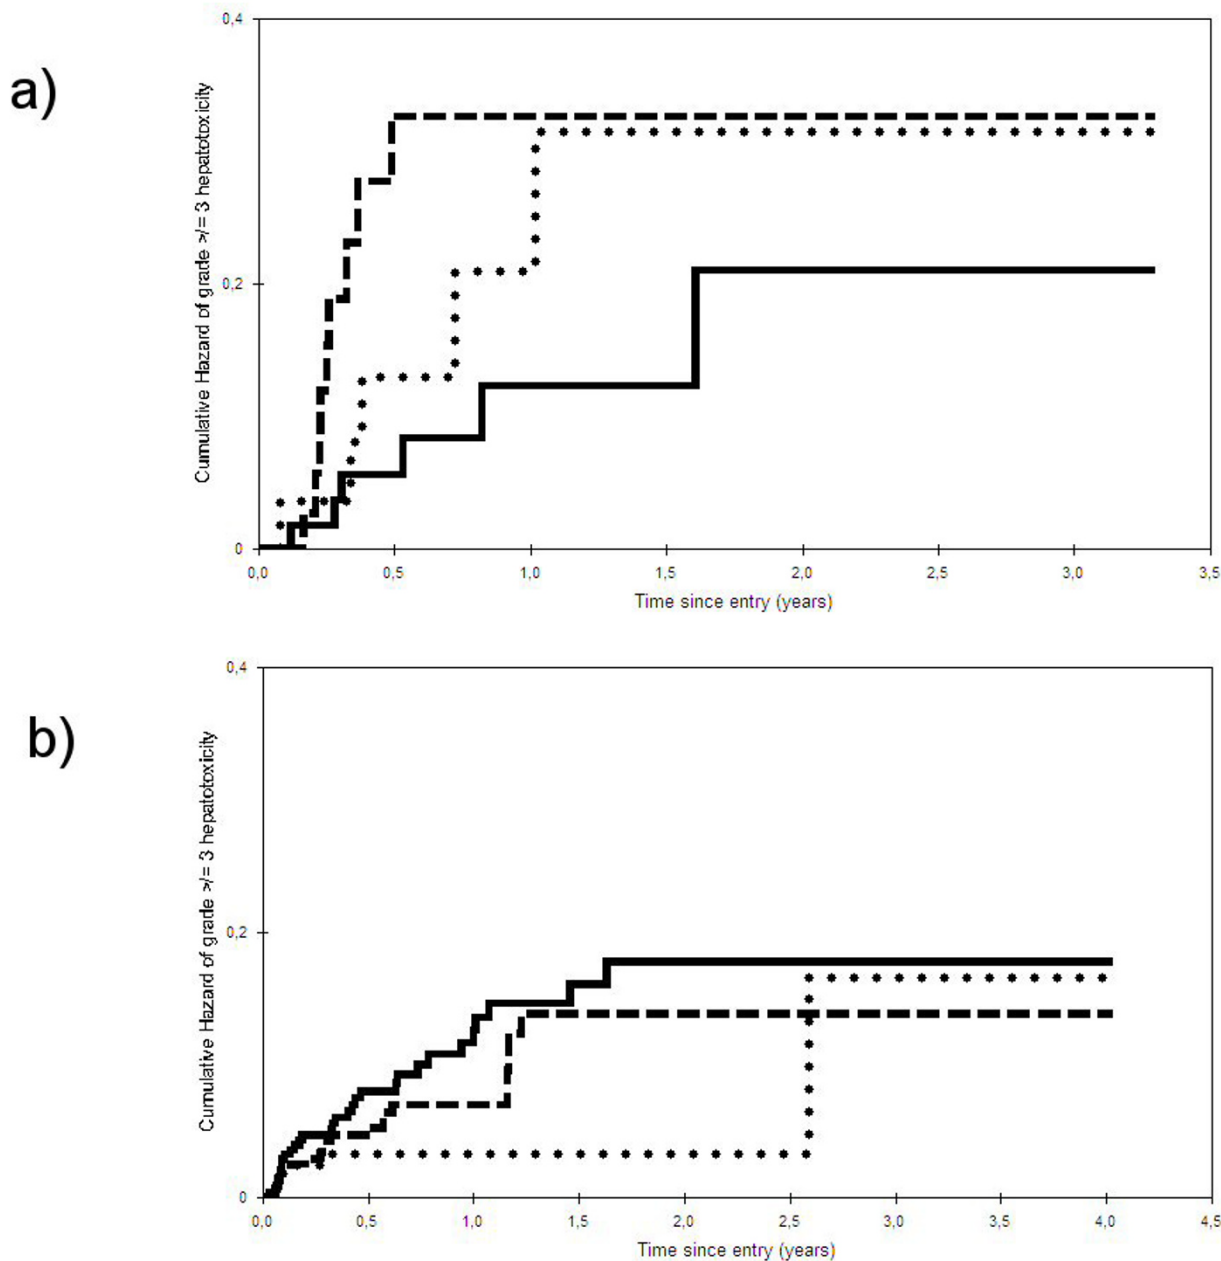 a)
Cumulative Hazard of grade >/= 3 hepatotoxicity
0,4
0,2
0
0,0 0,5 1,0 1,5 2,0 2,5 3,0 3,5
Time since entry (years)
b)
Cumulative Hazard of grade >/= 3 hepatotoxicity
0,4
0,2
0
0,0 0,5 1,0 1,5 2,0 2,5 3,0 3,5 4,0 4,5
Time since entry (years)